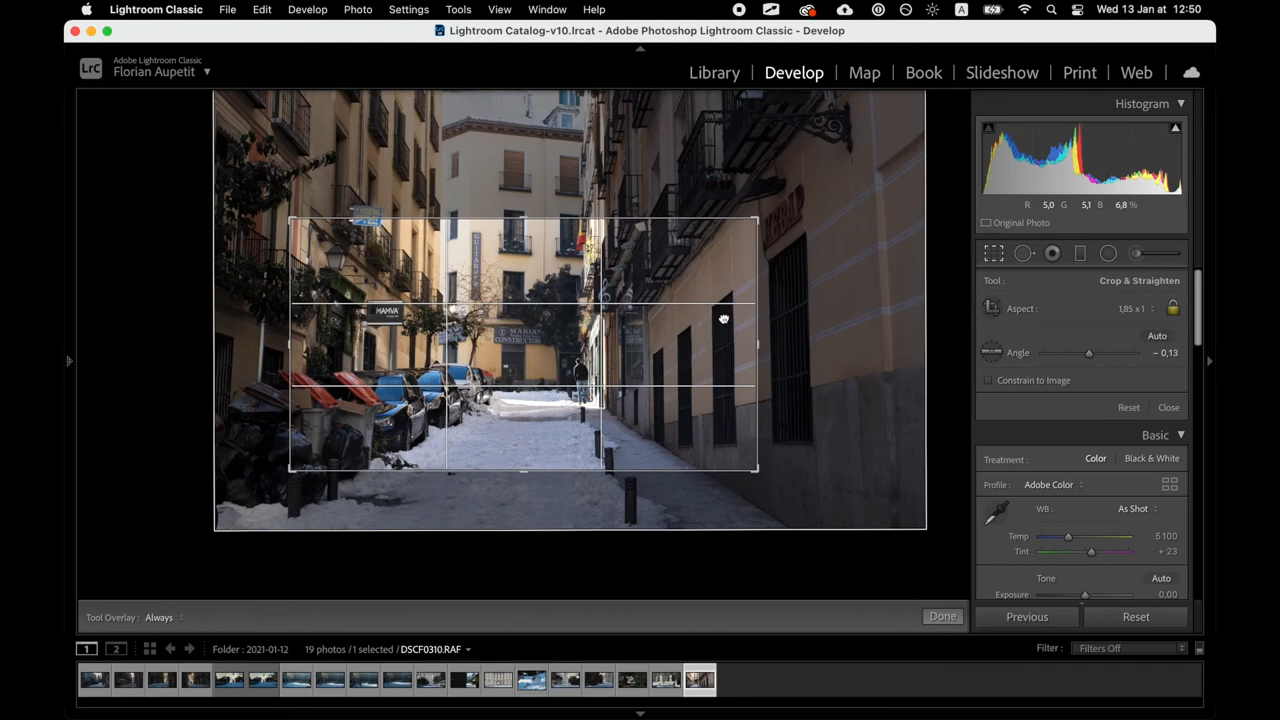 Lightroom Classic File Edit Develop Photo Settings Tools View Window Help A Wed 13 Jan at 12:50
Lightroom Catalog-v10.lrcat - Adobe Photoshop Lightroom Classic - Develop
LrC
Adobe Lightroom Classic
Florian Aupetit
Library | Develop | Map | Book | Slideshow | Print | Web
Histogram
R 5,0 G 5,1 B 6,8 %
Original Photo
Tool : Crop & Straighten
Aspect : 1,85 x 1
Auto
Angle – 0,13
Constrain to Image
Reset Close
Basic
Treatment : Color Black & White
Profile : Adobe Color
WB : As Shot
Temp 5 100
Tint + 23
Tone Auto
Exposure 0,00
Previous Reset
KEBAP
GUITARRE
MAMVA
MARIA
CONSTRUCTOR
Tool Overlay : Always
Done
1 2 Folder : 2021-01-12 19 photos /1 selected / DSCF0310.RAF
Filter : Filters Off